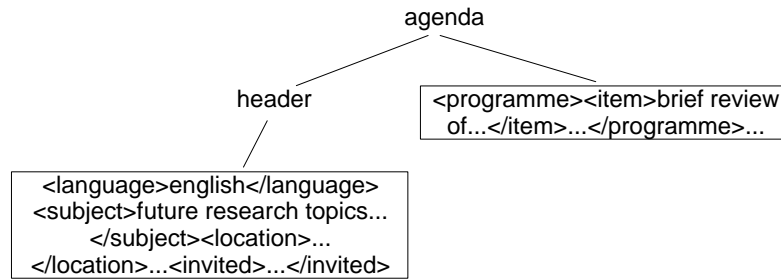 agenda
header
<programme><item>brief review
of...</item>...</programme>...
<language>english</language>
<subject>future research topics...
</subject><location>...
</location>...<invited>...</invited>